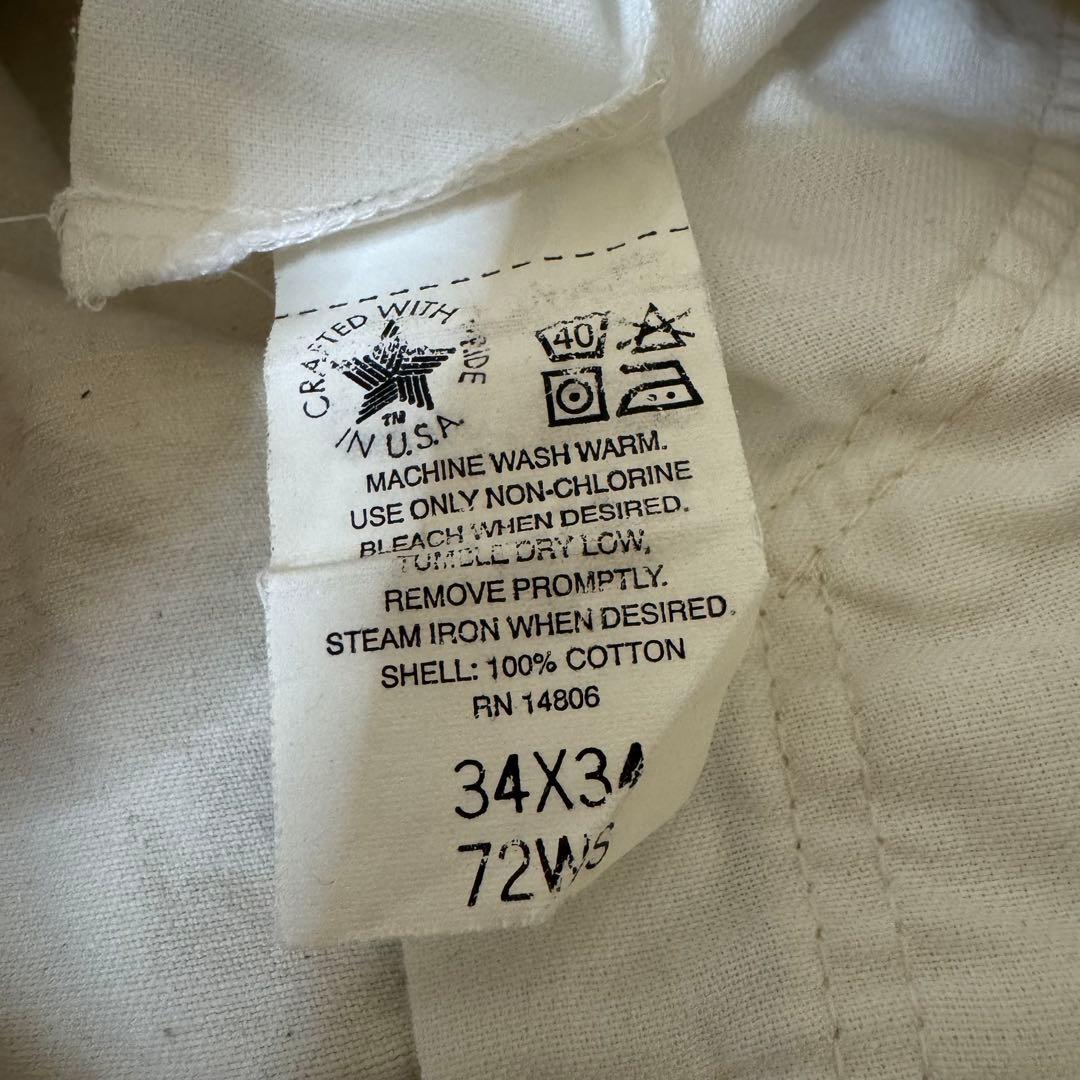 CRAFTED WITH PRIDE
IN U.S.A.
TM
40
MACHINE WASH WARM.
USE ONLY NON-CHLORINE
BLEACH WHEN DESIRED.
TUMBLE DRY LOW,
REMOVE PROMPTLY.
STEAM IRON WHEN DESIRED.
SHELL: 100% COTTON
RN 14806
34X34
72WS